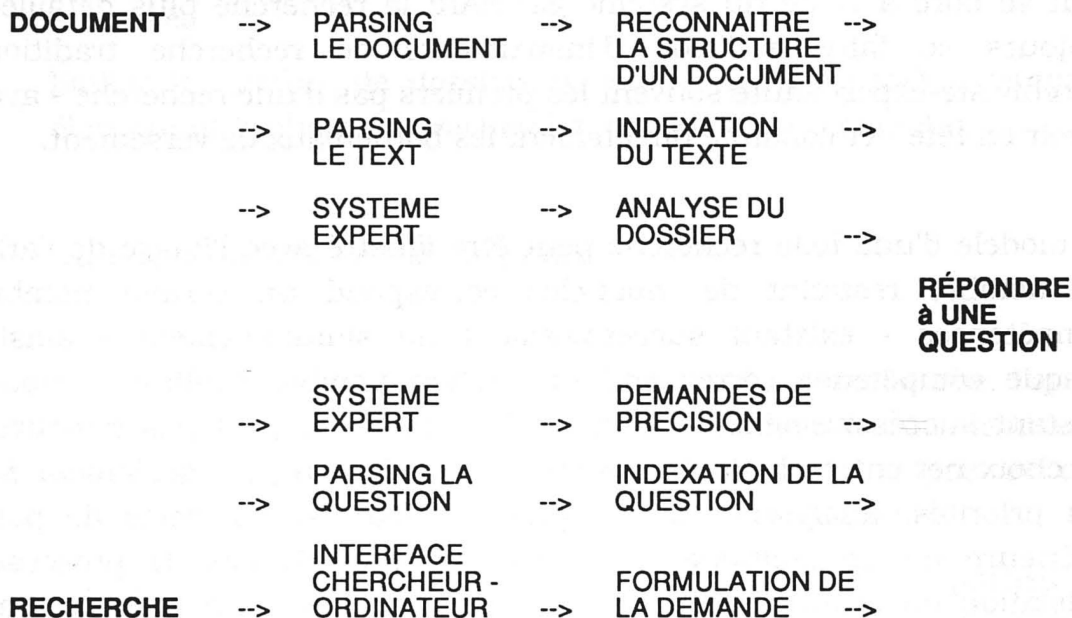 DOCUMENT --> PARSING --> RECONNAITRE -->
LE DOCUMENT LA STRUCTURE
D'UN DOCUMENT
--> PARSING --> INDEXATION -->
LE TEXT DU TEXTE
--> SYSTEME --> ANALYSE DU
EXPERT DOSSIER -->
RÉPONDRE
à UNE
QUESTION
SYSTEME DEMANDES DE
--> EXPERT --> PRECISION -->
PARSING LA INDEXATION DE LA
--> QUESTION --> QUESTION -->
INTERFACE
CHERCHEUR - FORMULATION DE
RECHERCHE --> ORDINATEUR --> LA DEMANDE -->